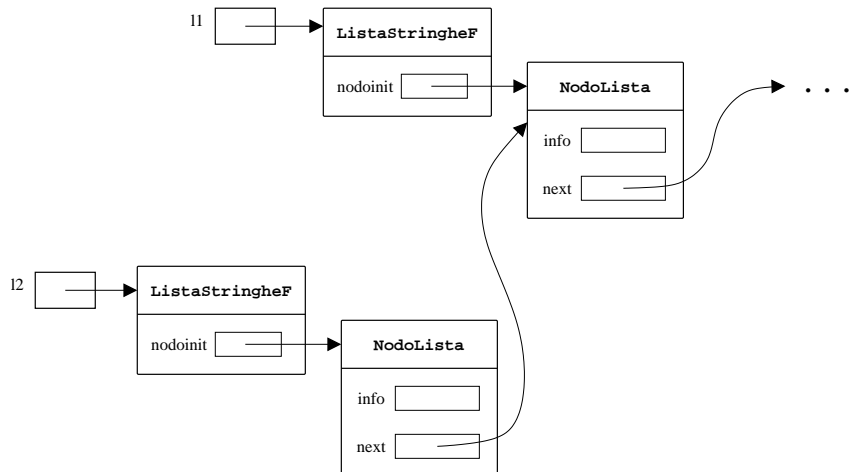 l1
ListaStringheF
nodoinit
NodoLista
. . .
info
next
l2
ListaStringheF
nodoinit
NodoLista
info
next